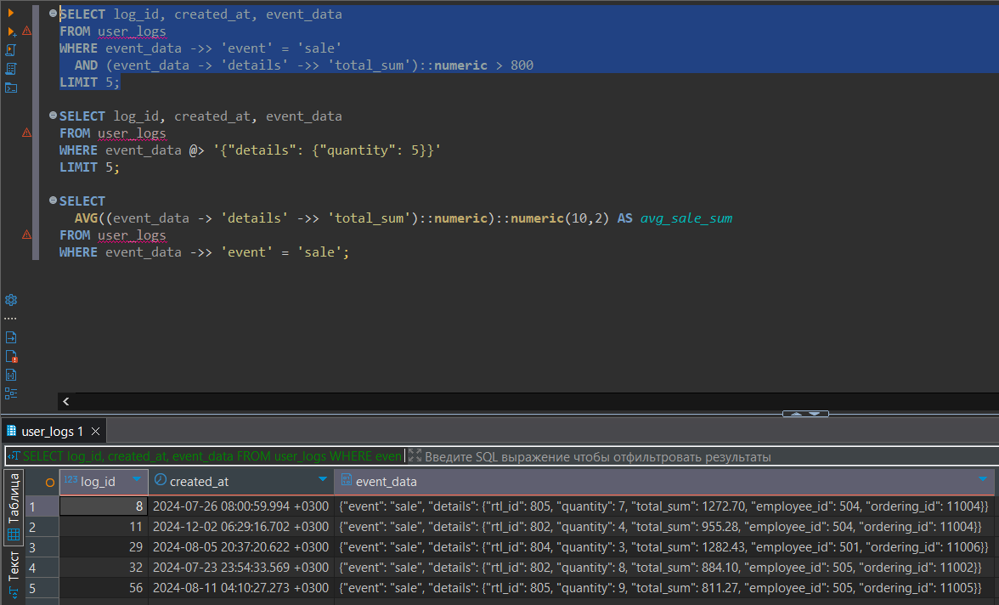 SELECT log_id, created_at, event_data
FROM user_logs
WHERE event_data ->> 'event' = 'sale'
  AND (event_data -> 'details' ->> 'total_sum')::numeric > 800
LIMIT 5;
SELECT log_id, created_at, event_data
FROM user_logs
WHERE event_data @> '{"details": {"quantity": 5}}'
LIMIT 5;
SELECT
  AVG((event_data -> 'details' ->> 'total_sum')::numeric)::numeric(10,2) AS avg_sale_sum
FROM user_logs
WHERE event_data ->> 'event' = 'sale';
user_logs 1
SELECT log_id, created_at, event_data FROM user_logs WHERE even Введите SQL выражение чтобы отфильтровать результаты
Таблица
Текст
123 log_id created_at event_data
1 8 2024-07-26 08:00:59.994 +0300 {"event": "sale", "details": {"rtl_id": 805, "quantity": 7, "total_sum": 1272.70, "employee_id": 504, "ordering_id": 11004}}
2 11 2024-12-02 06:29:16.702 +0300 {"event": "sale", "details": {"rtl_id": 802, "quantity": 4, "total_sum": 955.28, "employee_id": 504, "ordering_id": 11004}}
3 29 2024-08-05 20:37:20.622 +0300 {"event": "sale", "details": {"rtl_id": 804, "quantity": 3, "total_sum": 1282.43, "employee_id": 501, "ordering_id": 11006}}
4 32 2024-07-23 23:54:33.569 +0300 {"event": "sale", "details": {"rtl_id": 802, "quantity": 8, "total_sum": 884.10, "employee_id": 505, "ordering_id": 11002}}
5 56 2024-08-11 04:10:27.273 +0300 {"event": "sale", "details": {"rtl_id": 805, "quantity": 9, "total_sum": 811.27, "employee_id": 505, "ordering_id": 11005}}